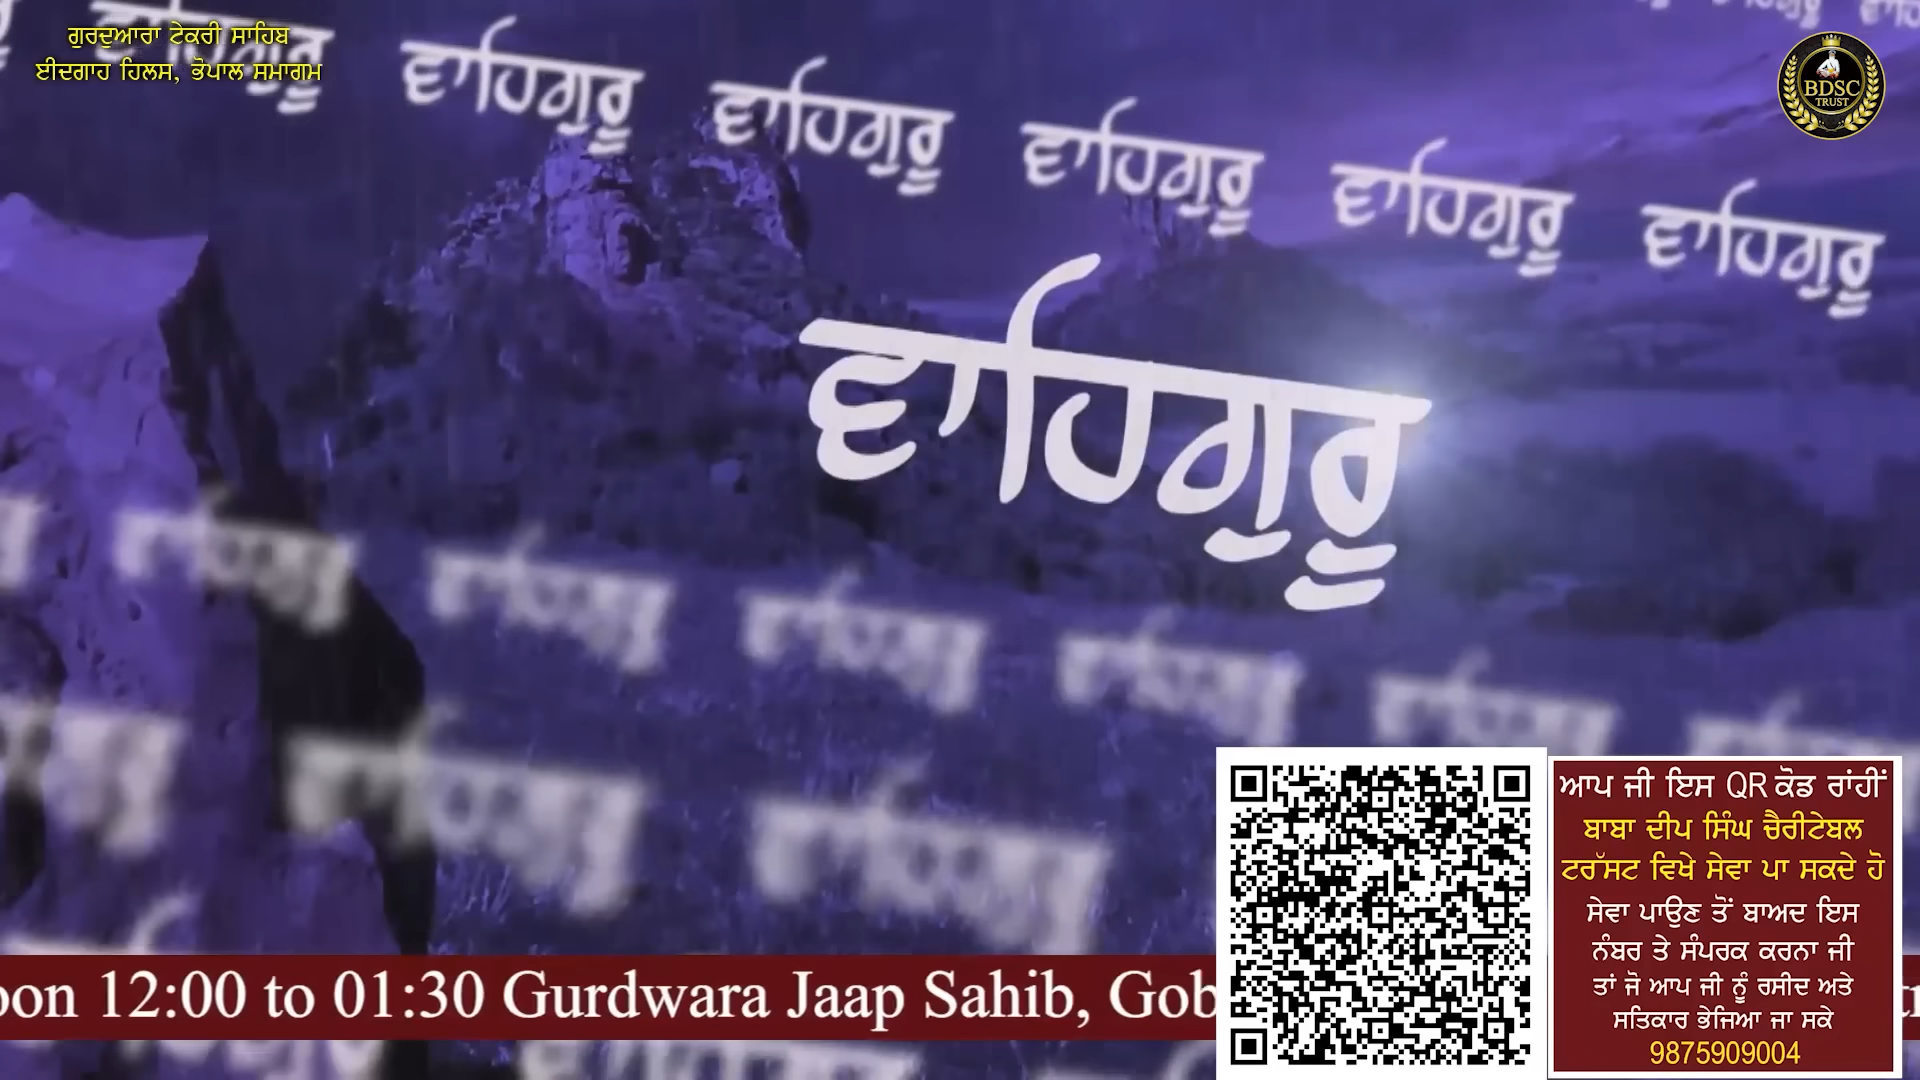 ਗੁਰਦੁਆਰਾ ਟੇਕਰੀ ਸਾਹਿਬ
ਈਦਗਾਹ ਹਿਲਸ, ਭੋਪਾਲ ਸਮਾਗਮ
BDSC
TRUST
ਵਾਹਿਗੁਰੂ ਵਾਹਿਗੁਰੂ ਵਾਹਿਗੁਰੂ ਵਾਹਿਗੁਰੂ ਵਾਹਿਗੁਰੂ
ਵਾਹਿਗੁਰੂ
ਵਾਹਿਗੁਰੂ ਵਾਹਿਗੁਰੂ ਵਾਹਿਗੁਰੂ ਵਾਹਿਗੁਰੂ ਵਾਹਿਗੁਰੂ
ਵਾਹਿਗੁਰੂ ਵਾਹਿਗੁਰੂ
ਆਪ ਜੀ ਇਸ QR ਕੋਡ ਰਾਂਹੀਂ
ਬਾਬਾ ਦੀਪ ਸਿੰਘ ਚੈਰੀਟੇਬਲ
ਟਰੱਸਟ ਵਿਖੇ ਸੇਵਾ ਪਾ ਸਕਦੇ ਹੋ
ਸੇਵਾ ਪਾਉਣ ਤੋਂ ਬਾਅਦ ਇਸ
ਨੰਬਰ ਤੇ ਸੰਪਰਕ ਕਰਨਾ ਜੀ
ਤਾਂ ਜੋ ਆਪ ਜੀ ਨੂੰ ਰਸੀਦ ਅਤੇ
ਸਤਿਕਾਰ ਭੇਜਿਆ ਜਾ ਸਕੇ
9875909004
oon 12:00 to 01:30 Gurdwara Jaap Sahib, Gob